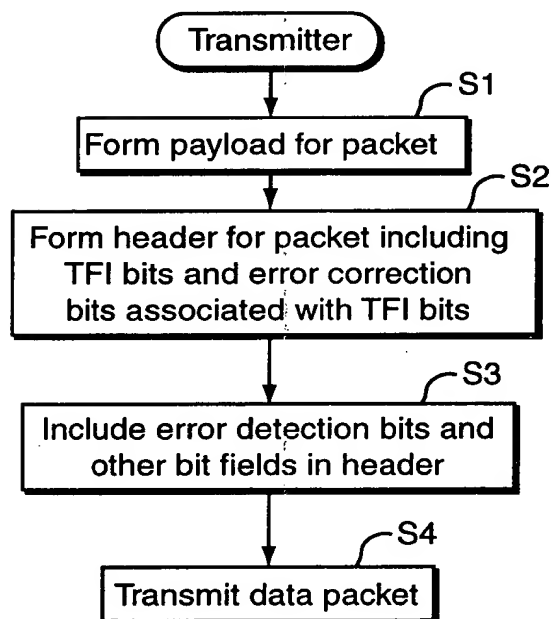 Transmitter
S1
Form payload for packet
S2
Form header for packet including
TFI bits and error correction
bits associated with TFI bits
S3
Include error detection bits and
other bit fields in header
S4
Transmit data packet